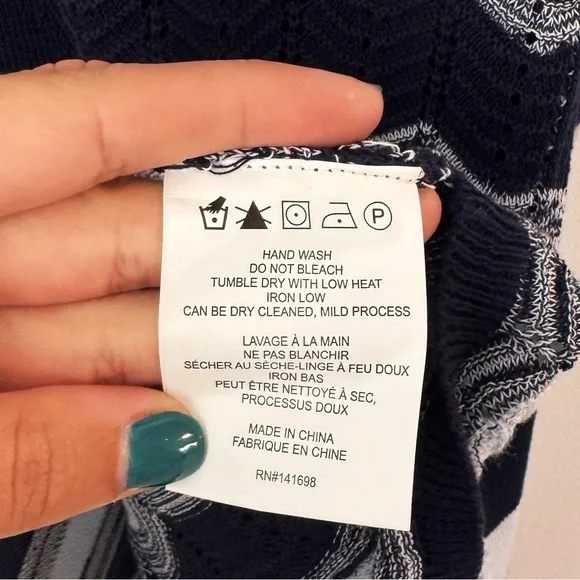 P
HAND WASH
DO NOT BLEACH
TUMBLE DRY WITH LOW HEAT
IRON LOW
CAN BE DRY CLEANED, MILD PROCESS
LAVAGE À LA MAIN
NE PAS BLANCHIR
SÉCHER AU SÈCHE-LINGE À FEU DOUX
IRON BAS
PEUT ÊTRE NETTOYÉ À SEC,
PROCESSUS DOUX
MADE IN CHINA
FABRIQUE EN CHINE
RN#141698